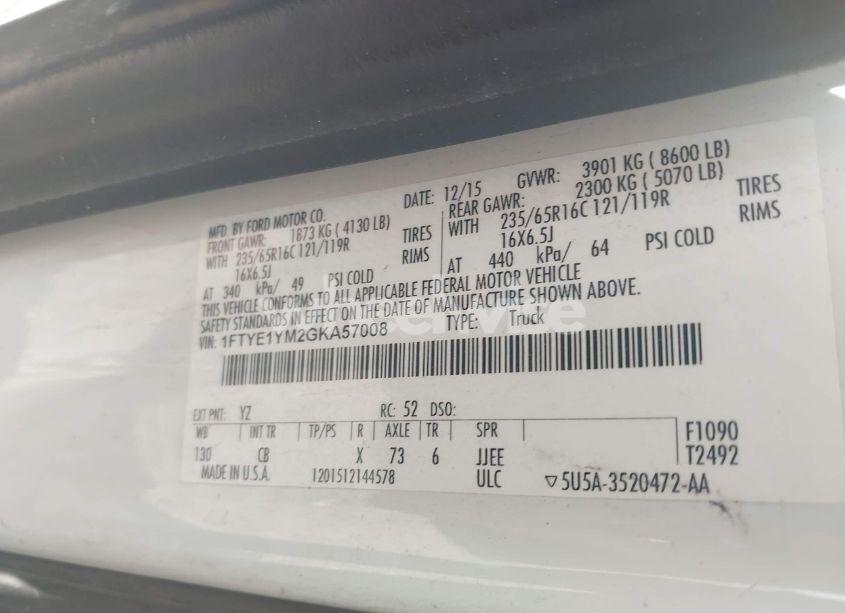 MFD. BY FORD MOTOR CO. DATE: 12/15 GVWR: 3901 KG ( 8600 LB)
FRONT GAWR: 1873 KG ( 4130 LB) REAR GAWR: 2300 KG ( 5070 LB)
WITH 235/65R16C 121/119R TIRES WITH 235/65R16C 121/119R TIRES
16X6.5J RIMS 16X6.5J RIMS
AT 340 kPa/ 49 PSI COLD AT 440 kPa/ 64 PSI COLD
THIS VEHICLE CONFORMS TO ALL APPLICABLE FEDERAL MOTOR VEHICLE
SAFETY STANDARDS IN EFFECT ON THE DATE OF MANUFACTURE SHOWN ABOVE.
VIN: 1FTYE1YM2GKA57008 TYPE: Truck
EXT PNT: YZ RC: 52 DSO:
WB INT TR TP/PS R AXLE TR SPR F1090
130 CB X 73 6 JJEE T2492
MADE IN U.S.A. 1201512144578 ULC ▽5U5A-3520472-AA